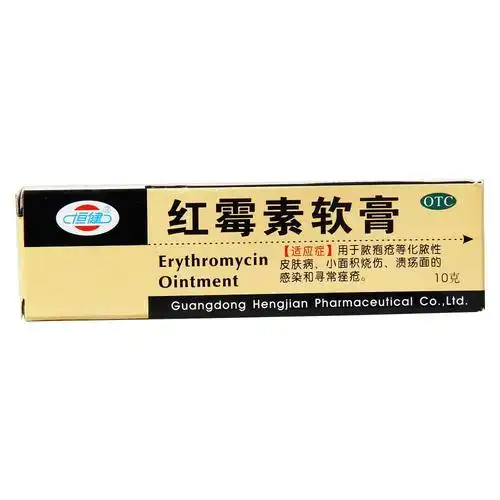 恒健
®
红霉素软膏
OTC
Erythromycin
Ointment
【适应症】用于脓疱疮等化脓性
皮肤病、小面积烧伤、溃疡面的
感染和寻常痤疮。
10克
Guangdong Hengjian Pharmaceutical Co.,Ltd.